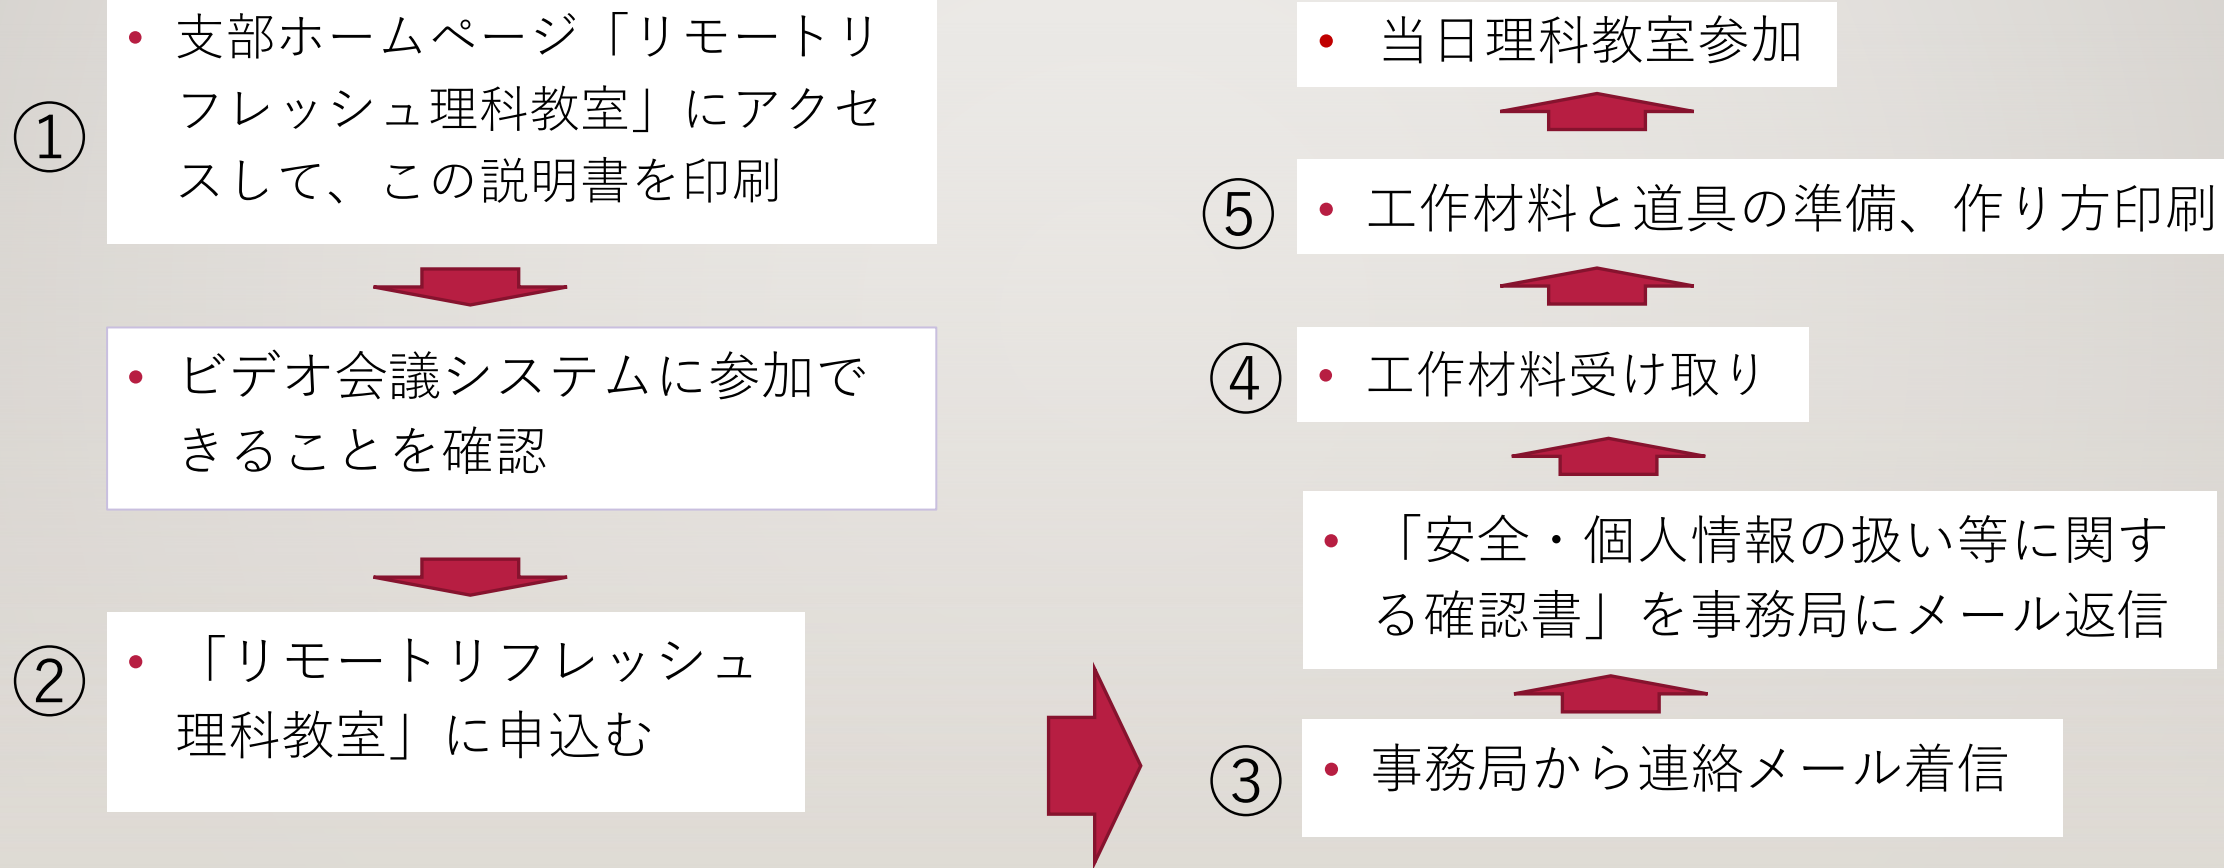 ①
• 支部ホームページ「リモートリ
フレッシュ理科教室」にアクセ
スして、この説明書を印刷
• ビデオ会議システムに参加で
きることを確認
②
• 「リモートリフレッシュ
理科教室」に申込む
③
• 事務局から連絡メール着信
• 「安全・個人情報の扱い等に関す
る確認書」を事務局にメール返信
④
• 工作材料受け取り
⑤
• 工作材料と道具の準備、作り方印刷
• 当日理科教室参加